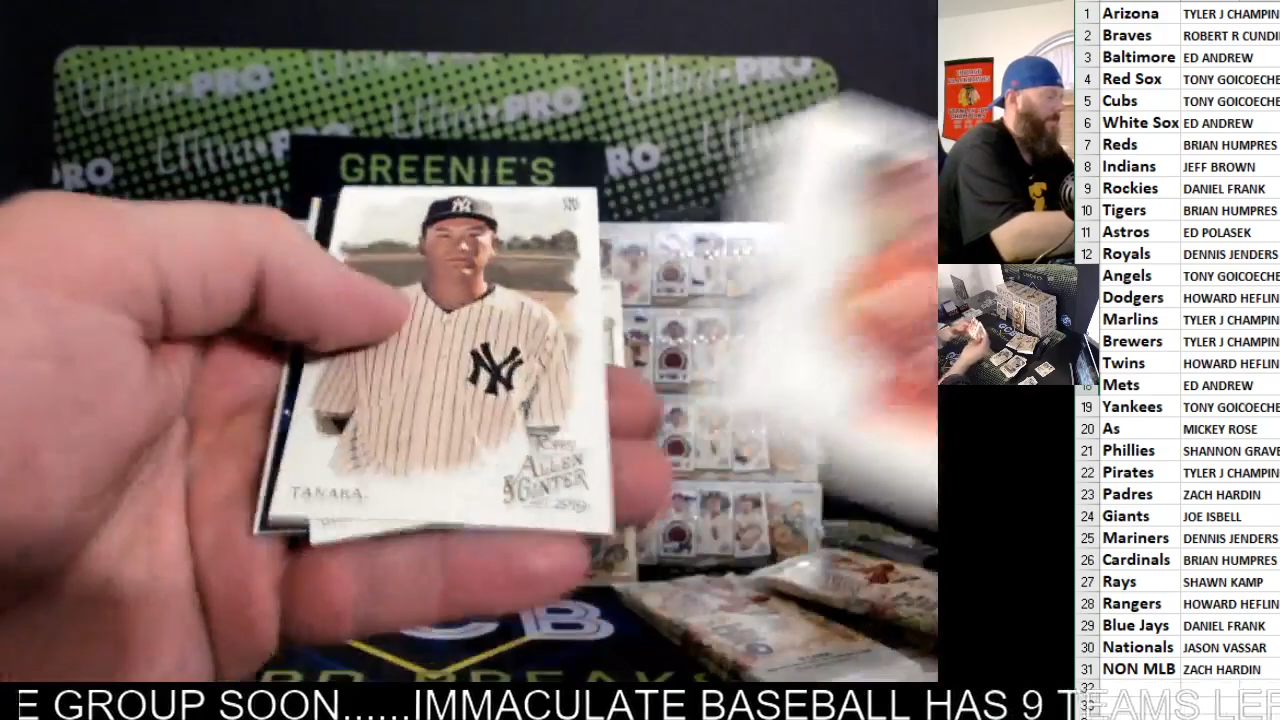 Ultra PRO
PRO
GREENIE'S
TANAKA
TOPPS
ALLEN
& GINTER
1 Arizona TYLER J CHAMPIN
2 Braves ROBERT R CUNDI
3 Baltimore ED ANDREW
4 Red Sox TONY GOICOECHE
5 Cubs TONY GOICOECHE
6 White Sox ED ANDREW
7 Reds BRIAN HUMPRES
8 Indians JEFF BROWN
9 Rockies DANIEL FRANK
10 Tigers BRIAN HUMPRES
11 Astros ED POLASEK
12 Royals DENNIS JENDERS
Angels TONY GOICOECHE
Dodgers HOWARD HEFLIN
Marlins TYLER J CHAMPIN
Brewers TYLER J CHAMPIN
Twins HOWARD HEFLIN
Mets ED ANDREW
19 Yankees TONY GOICOECHE
20 As MICKEY ROSE
21 Phillies SHANNON GRAVE
22 Pirates TYLER J CHAMPIN
23 Padres ZACH HARDIN
24 Giants JOE ISBELL
25 Mariners DENNIS JENDERS
26 Cardinals BRIAN HUMPRES
27 Rays SHAWN KAMP
28 Rangers HOWARD HEFLIN
29 Blue Jays DANIEL FRANK
30 Nationals JASON VASSAR
31 NON MLB ZACH HARDIN
E GROUP SOON...... IMMACULATE BASEBALL HAS 9 TEAMS LEF